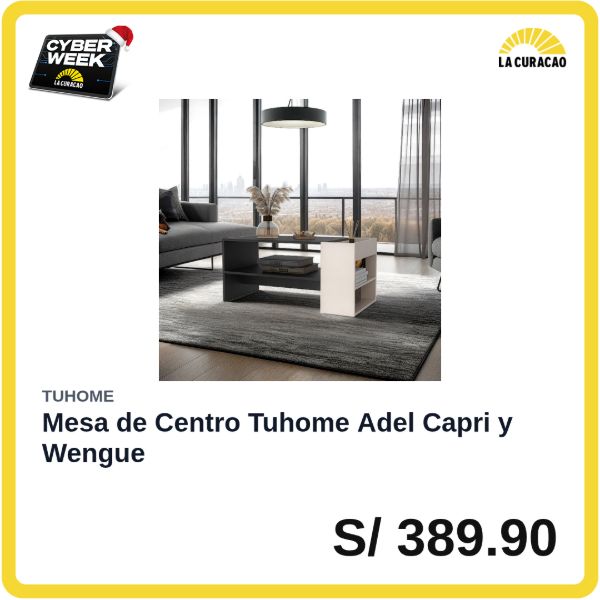 CYBER
WEEK
LA CURACAO
LA CURACAO
TUHOME
Mesa de Centro Tuhome Adel Capri y
Wengue
S/ 389.90